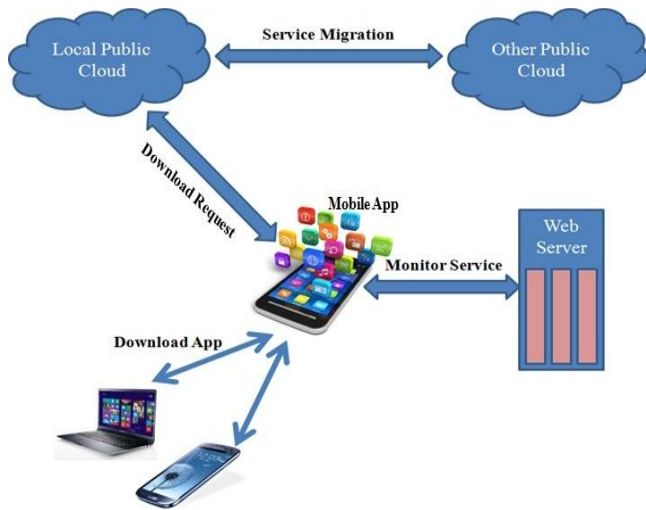 Local Public
Cloud
Service Migration
Other Public
Cloud
Download Request
Mobile App
Web
Server
Monitor Service
Download App